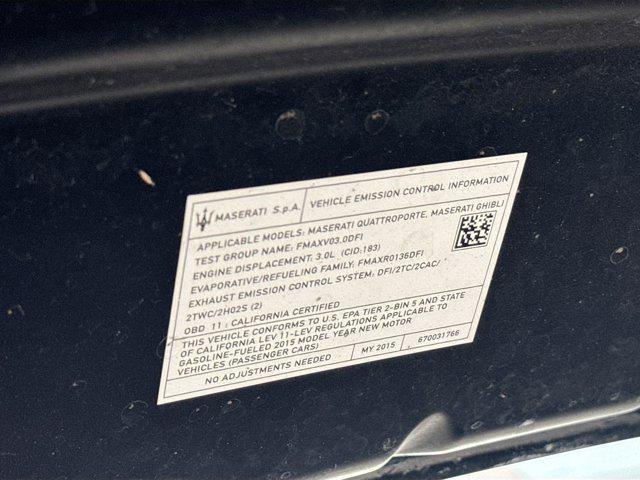 MASERATI S.p.A. VEHICLE EMISSION CONTROL INFORMATION
APPLICABLE MODELS: MASERATI QUATTROPORTE, MASERATI GHIBLI
TEST GROUP NAME: FMAXV03.0DFI
ENGINE DISPLACEMENT: 3.0L (CID:183)
EVAPORATIVE/REFUELING FAMILY: FMAXR0136DFI
EXHAUST EMISSION CONTROL SYSTEM: DFI/2TC/2CAC/
2TWC/2HO2S (2)
OBD 11 : CALIFORNIA CERTIFIED
THIS VEHICLE CONFORMS TO U.S. EPA TIER 2-BIN 5 AND STATE
OF CALIFORNIA LEV 11-LEV REGULATIONS APPLICABLE TO
GASOLINE-FUELED 2015 MODEL YEAR NEW MOTOR
VEHICLES (PASSENGER CARS)
NO ADJUSTMENTS NEEDED MY 2015 670031766